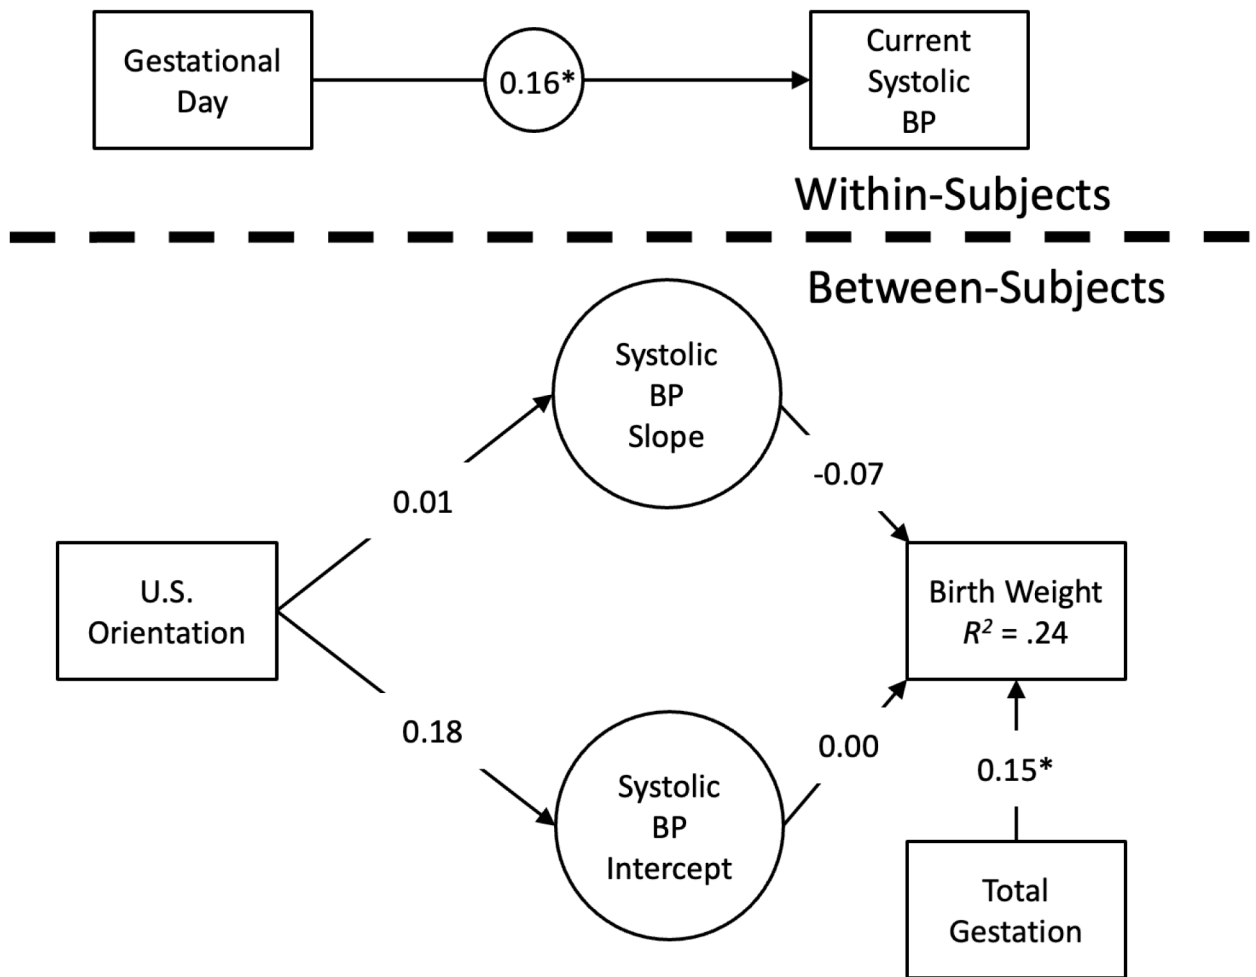 Gestational
Day
0.16*
Current
Systolic
BP
Within-Subjects
Between-Subjects
Systolic
BP
Slope
-0.07
0.01
U.S.
Orientation
Birth Weight
R² = .24
0.18
0.00
Systolic
BP
Intercept
0.15*
Total
Gestation